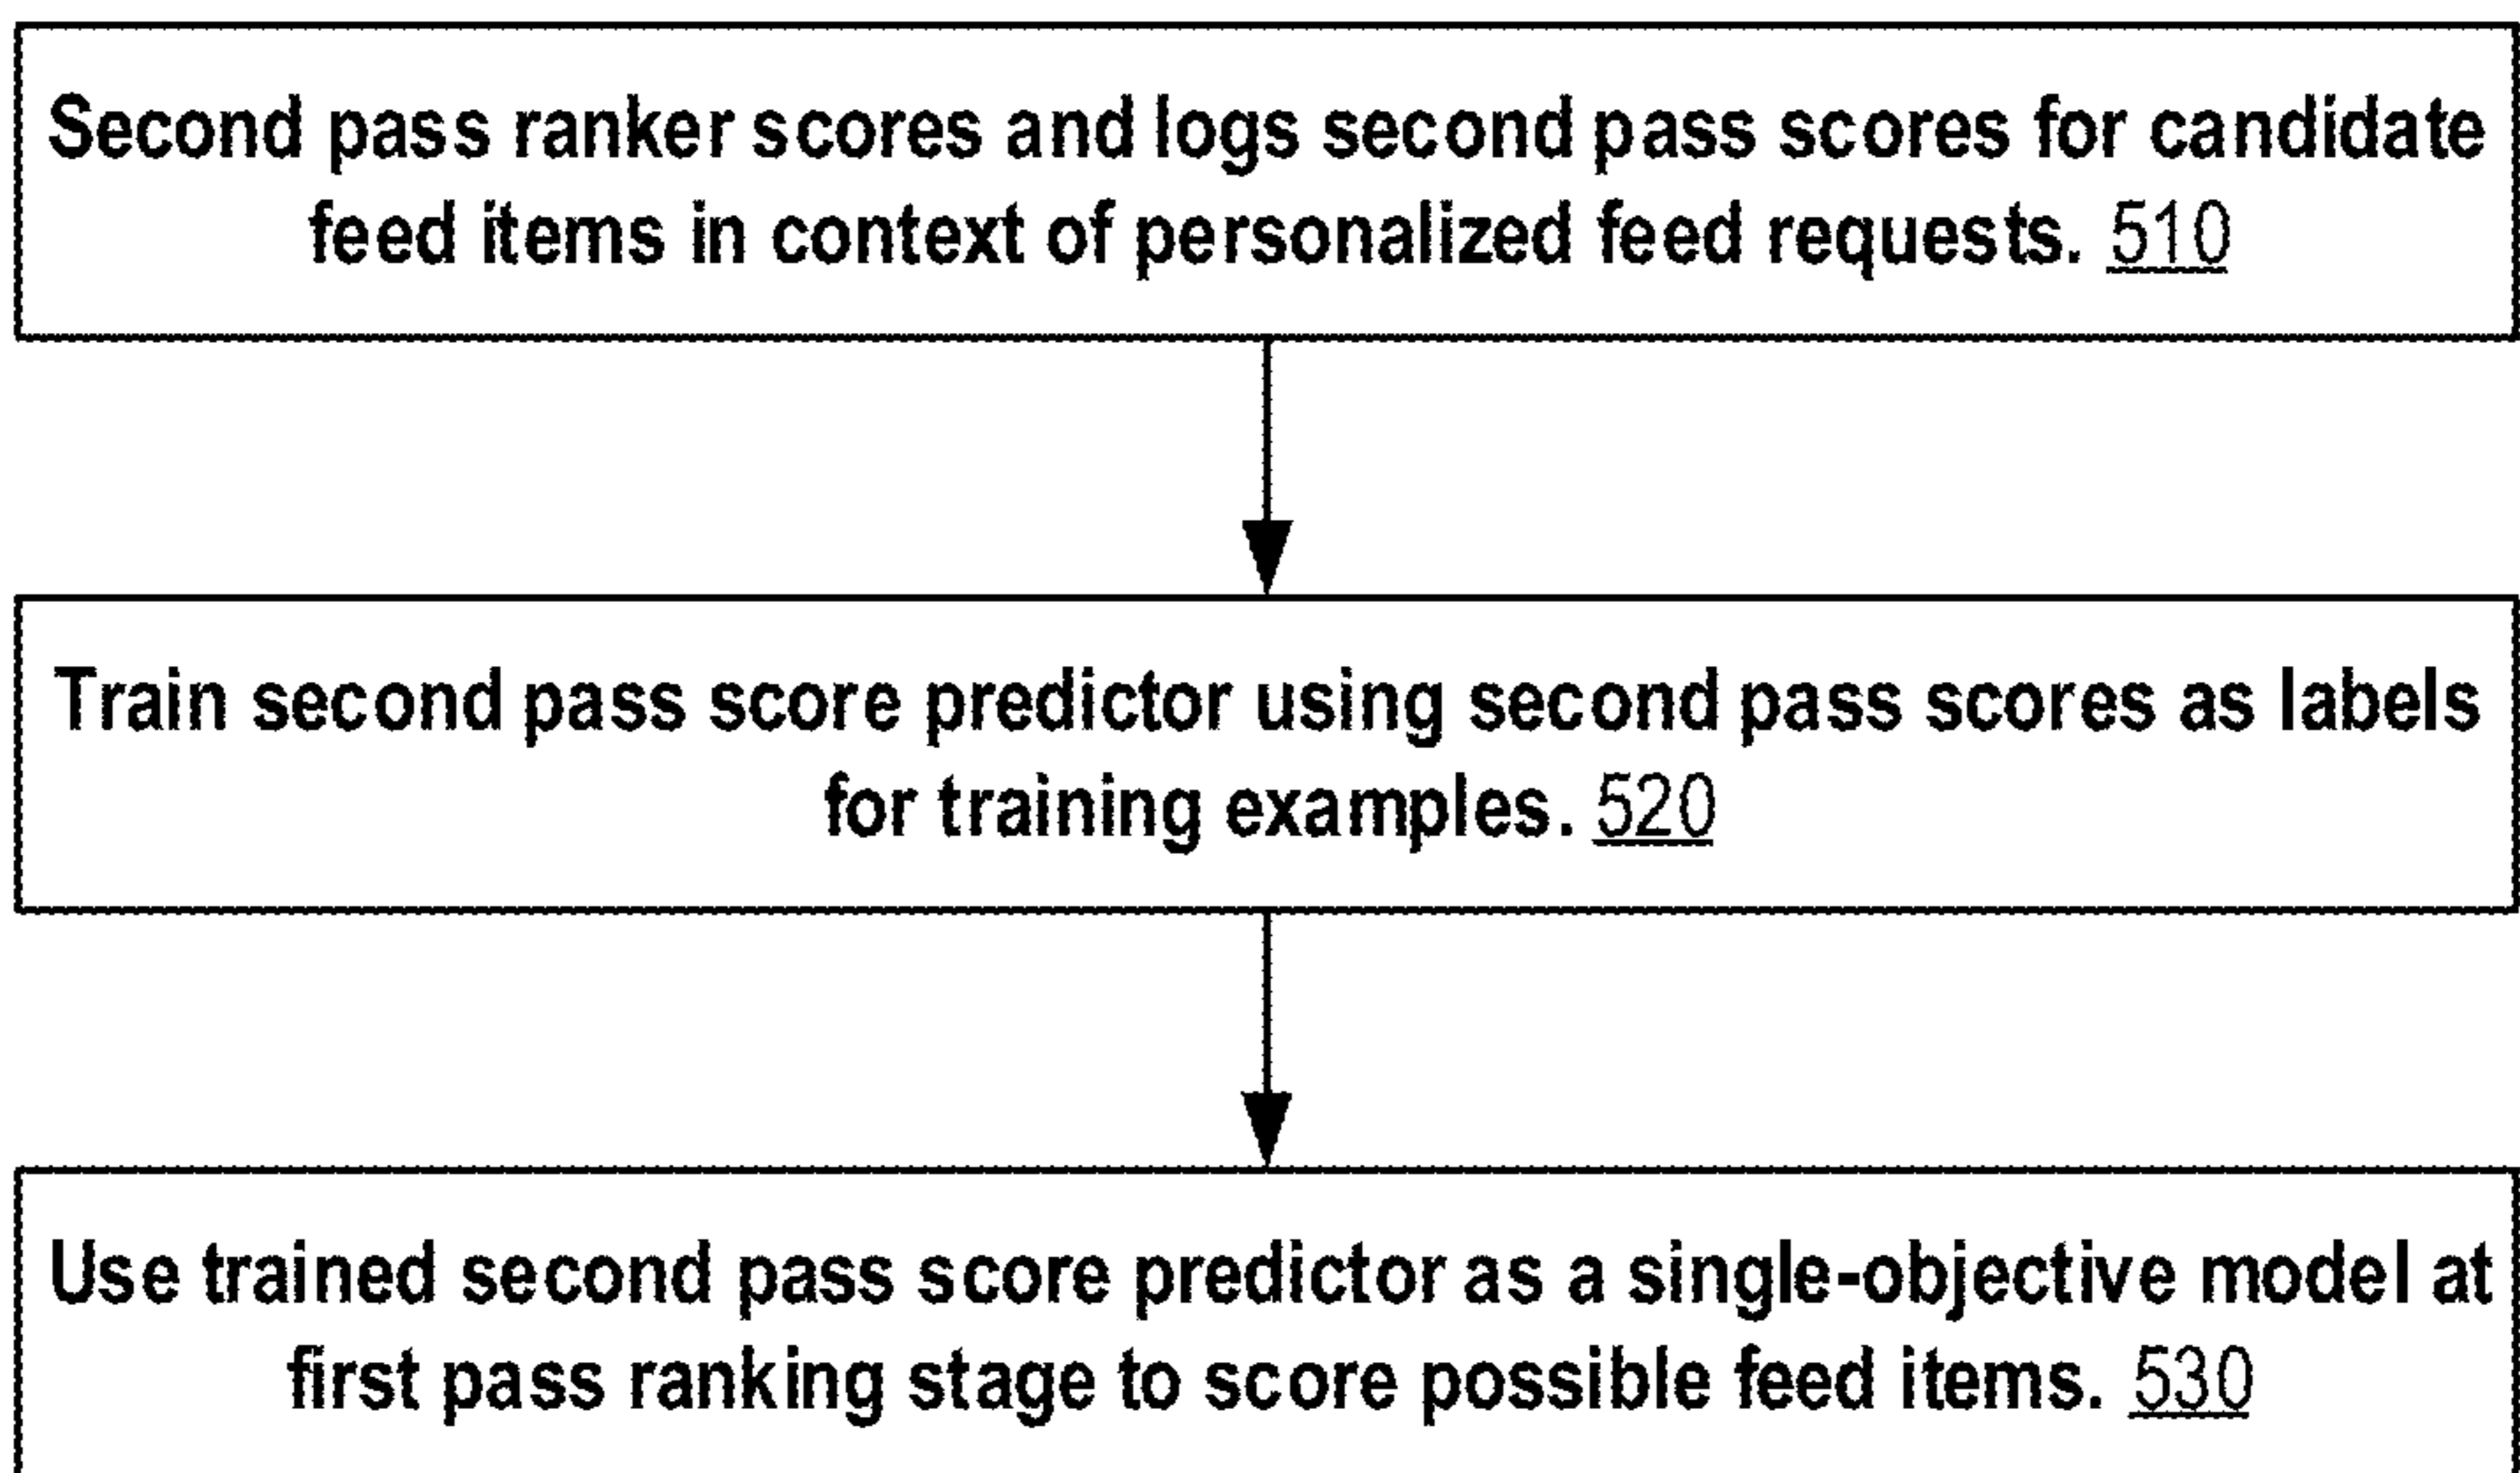 Second pass ranker scores and logs second pass scores for candidate
feed items in context of personalized feed requests. 510
Train second pass score predictor using second pass scores as labels
for training examples. 520
Use trained second pass score predictor as a single-objective model at
first pass ranking stage to score possible feed items. 530